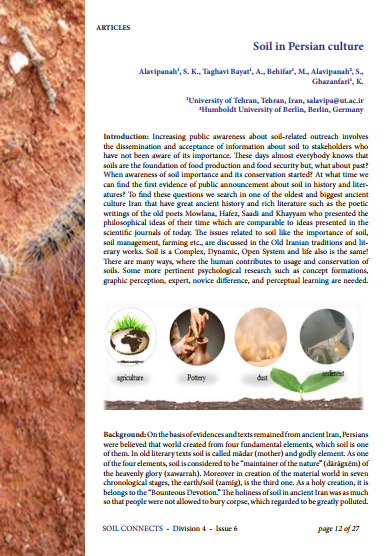 ARTICLES
Soil in Persian culture
Alavipanah¹, S. K., Taghavi Bayat¹, A., Behifar¹, M., Alavipanah², S.,
Ghazanfari¹, K.
¹University of Tehran, Tehran, Iran, salavipa@ut.ac.ir
²Humboldt University of Berlin, Berlin, Germany
Introduction: Increasing public awareness about soil-related outreach involves
the dissemination and acceptance of information about soil to stakeholders who
have not been aware of its importance. These days almost everybody knows that
soils are the foundation of food production and food security but, what about past?
When awareness of soil importance and its conservation started? At what time we
can find the first evidence of public announcement about soil in history and liter-
atures? To find these questions we search in one of the oldest and biggest ancient
culture Iran that have great ancient history and rich literature such as the poetic
writings of the old poets Mowlana, Hafez, Saadi and Khayyam who presented the
philosophical ideas of their time which are comparable to ideas presented in the
scientific journals of today. The issues related to soil like the importance of soil,
soil management, farming etc., are discussed in the Old Iranian traditions and lit-
erary works. Soil is a Complex, Dynamic, Open System and life also is the same!
There are many ways, where the human contributes to usage and conservation of
soils. Some more pertinent psychological research such as concept formations,
graphic perception, expert, novice difference, and perceptual learning are needed.
agriculture Pottery dust sediment
Background: On the basis of evidences and texts remained from ancient Iran, Persians
were believed that world created from four fundamental elements, which soil is one
of them. In old literary texts soil is called mādar (mother) and godly element. As one
of the four elements, soil is considered to be “maintainer of the nature” (dārāgxēm) of
the heavenly glory (xawarrah). Moreover in creation of the material world in seven
chronological stages, the earth/soil (zamīg), is the third one. As a holy creation, it is
belongs to the “Bounteous Devotion.” The holiness of soil in ancient Iran was as much
so that people were not allowed to bury corpse, which regarded to be greatly polluted.
SOIL CONNECTS - Division 4 - Issue 6 page 12 of 27